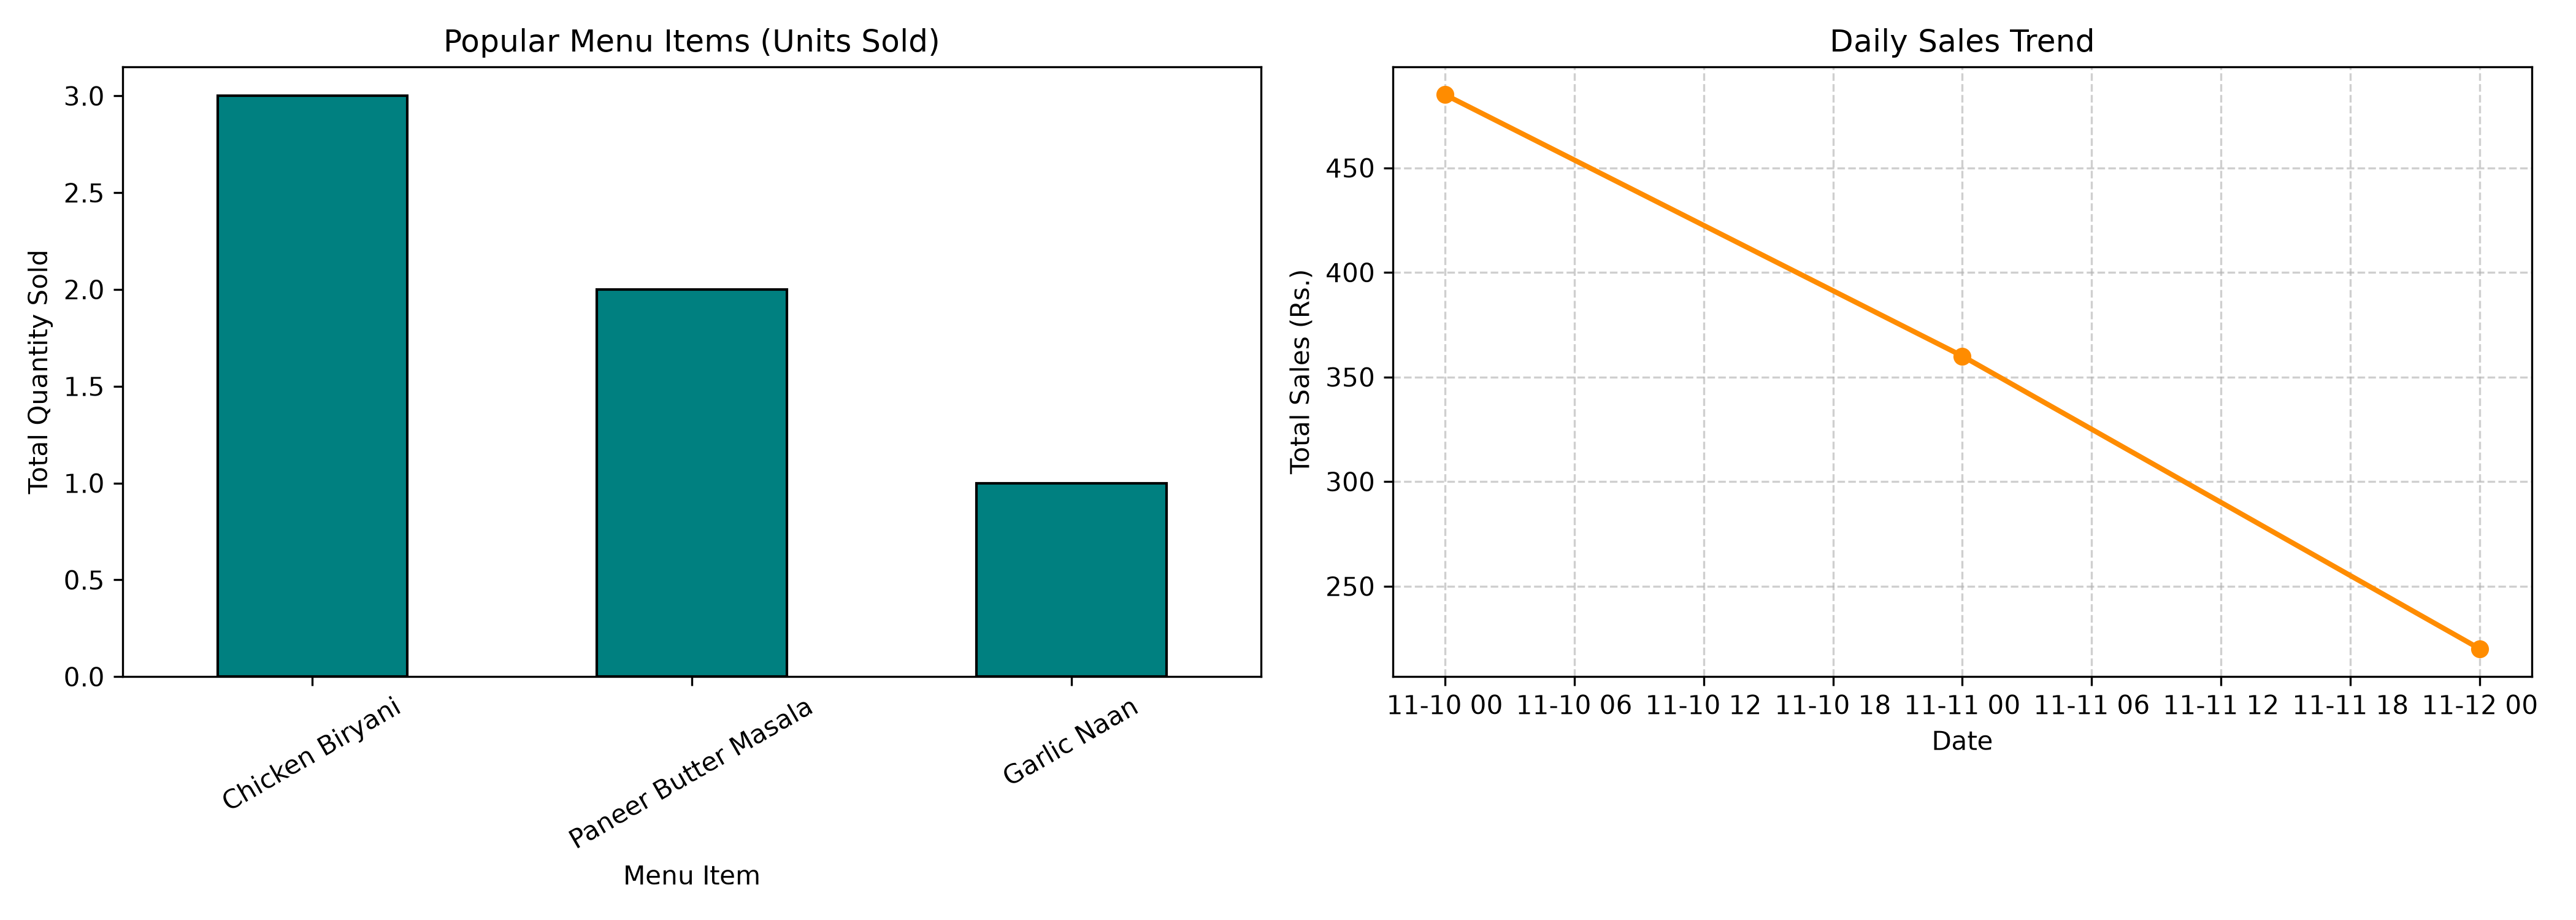 Popular Menu Items (Units Sold)
Total Quantity Sold
3.0
2.5
2.0
1.5
1.0
0.5
0.0
Chicken Biryani
Paneer Butter Masala
Garlic Naan
Menu Item
Daily Sales Trend
Total Sales (Rs.)
450
400
350
300
250
11-10 00 11-10 06 11-10 12 11-10 18 11-11 00 11-11 06 11-11 12 11-11 18 11-12 00
Date